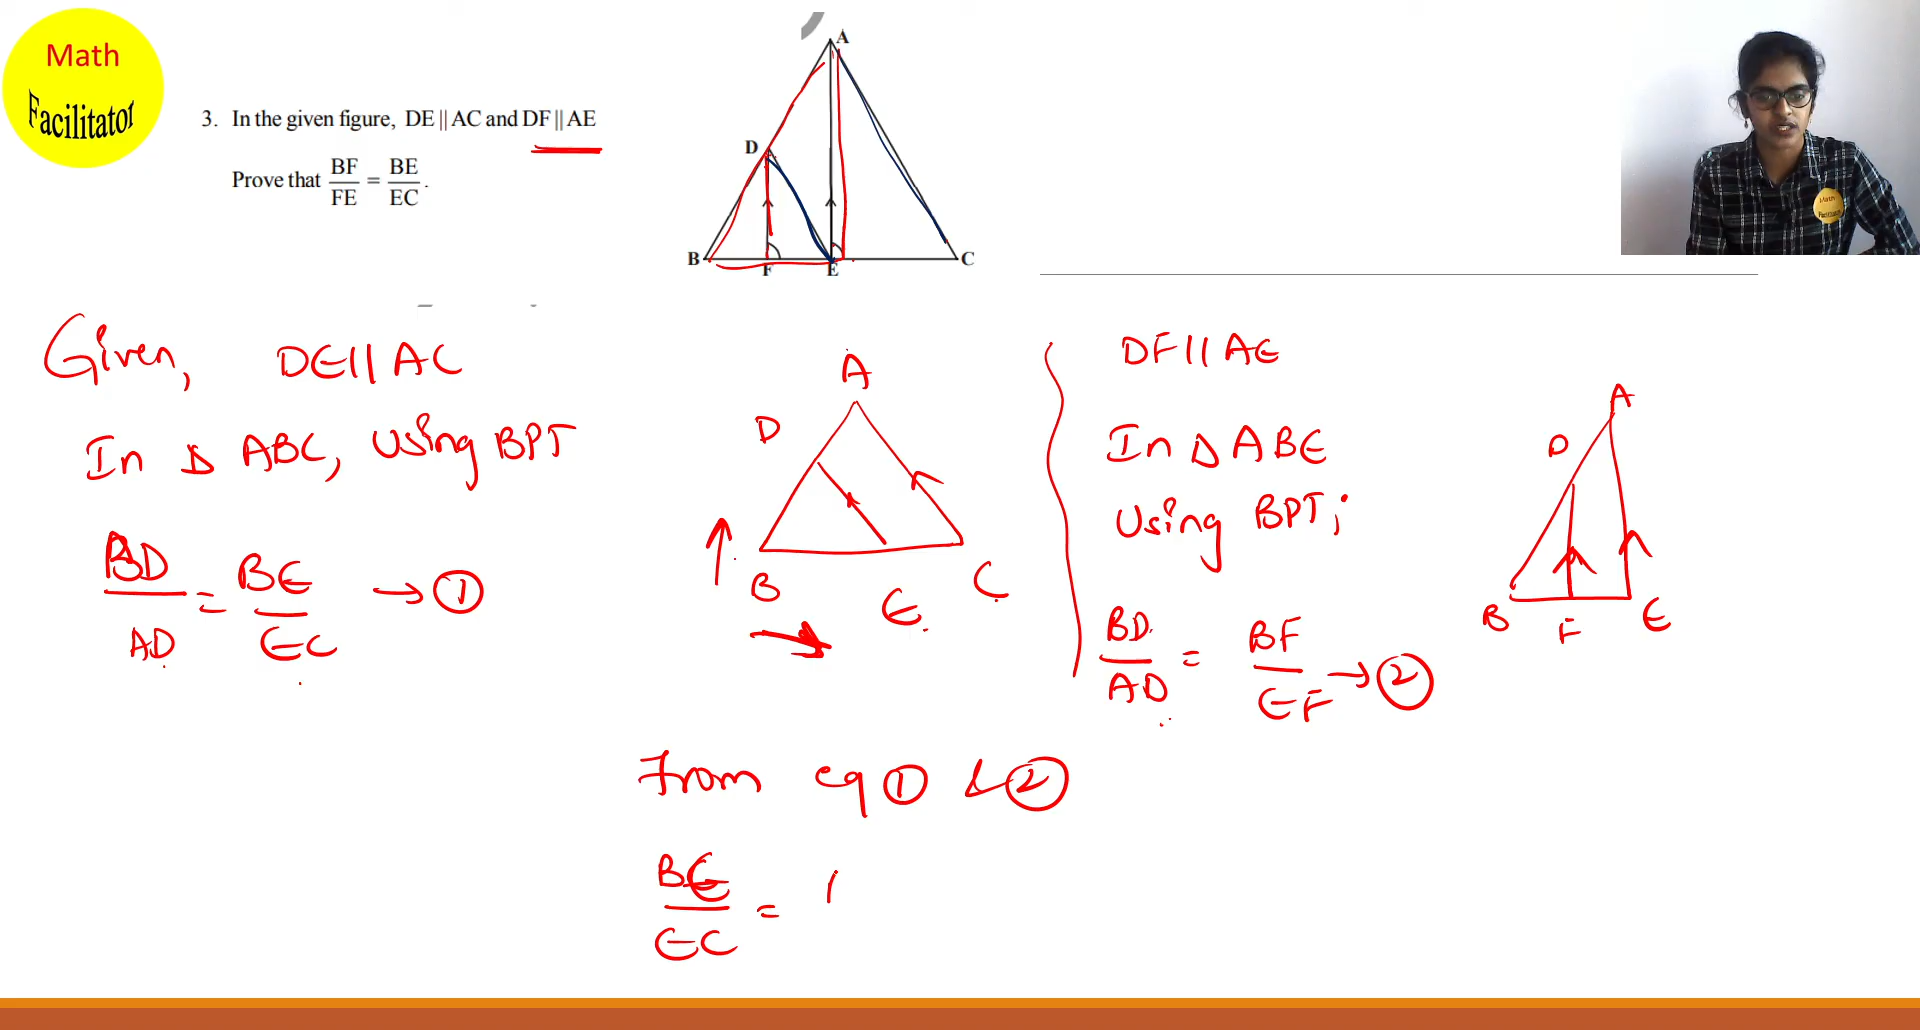 Math
Facilitator
3. In the given figure, DE || AC and DF || AE
Prove that BF/FE = BE/EC.
A
D
B
F
E
C
Math
Facilitator
Given, DE || AC
In Δ ABC, Using BPT
BD/AD = BE/EC → ①
A
D
B
E
C
DF || AE
In Δ ABE
Using BPT;
BD/AD = BF/EF → ②
A
D
B
F
E
From eq ① & ②
BE/EC =